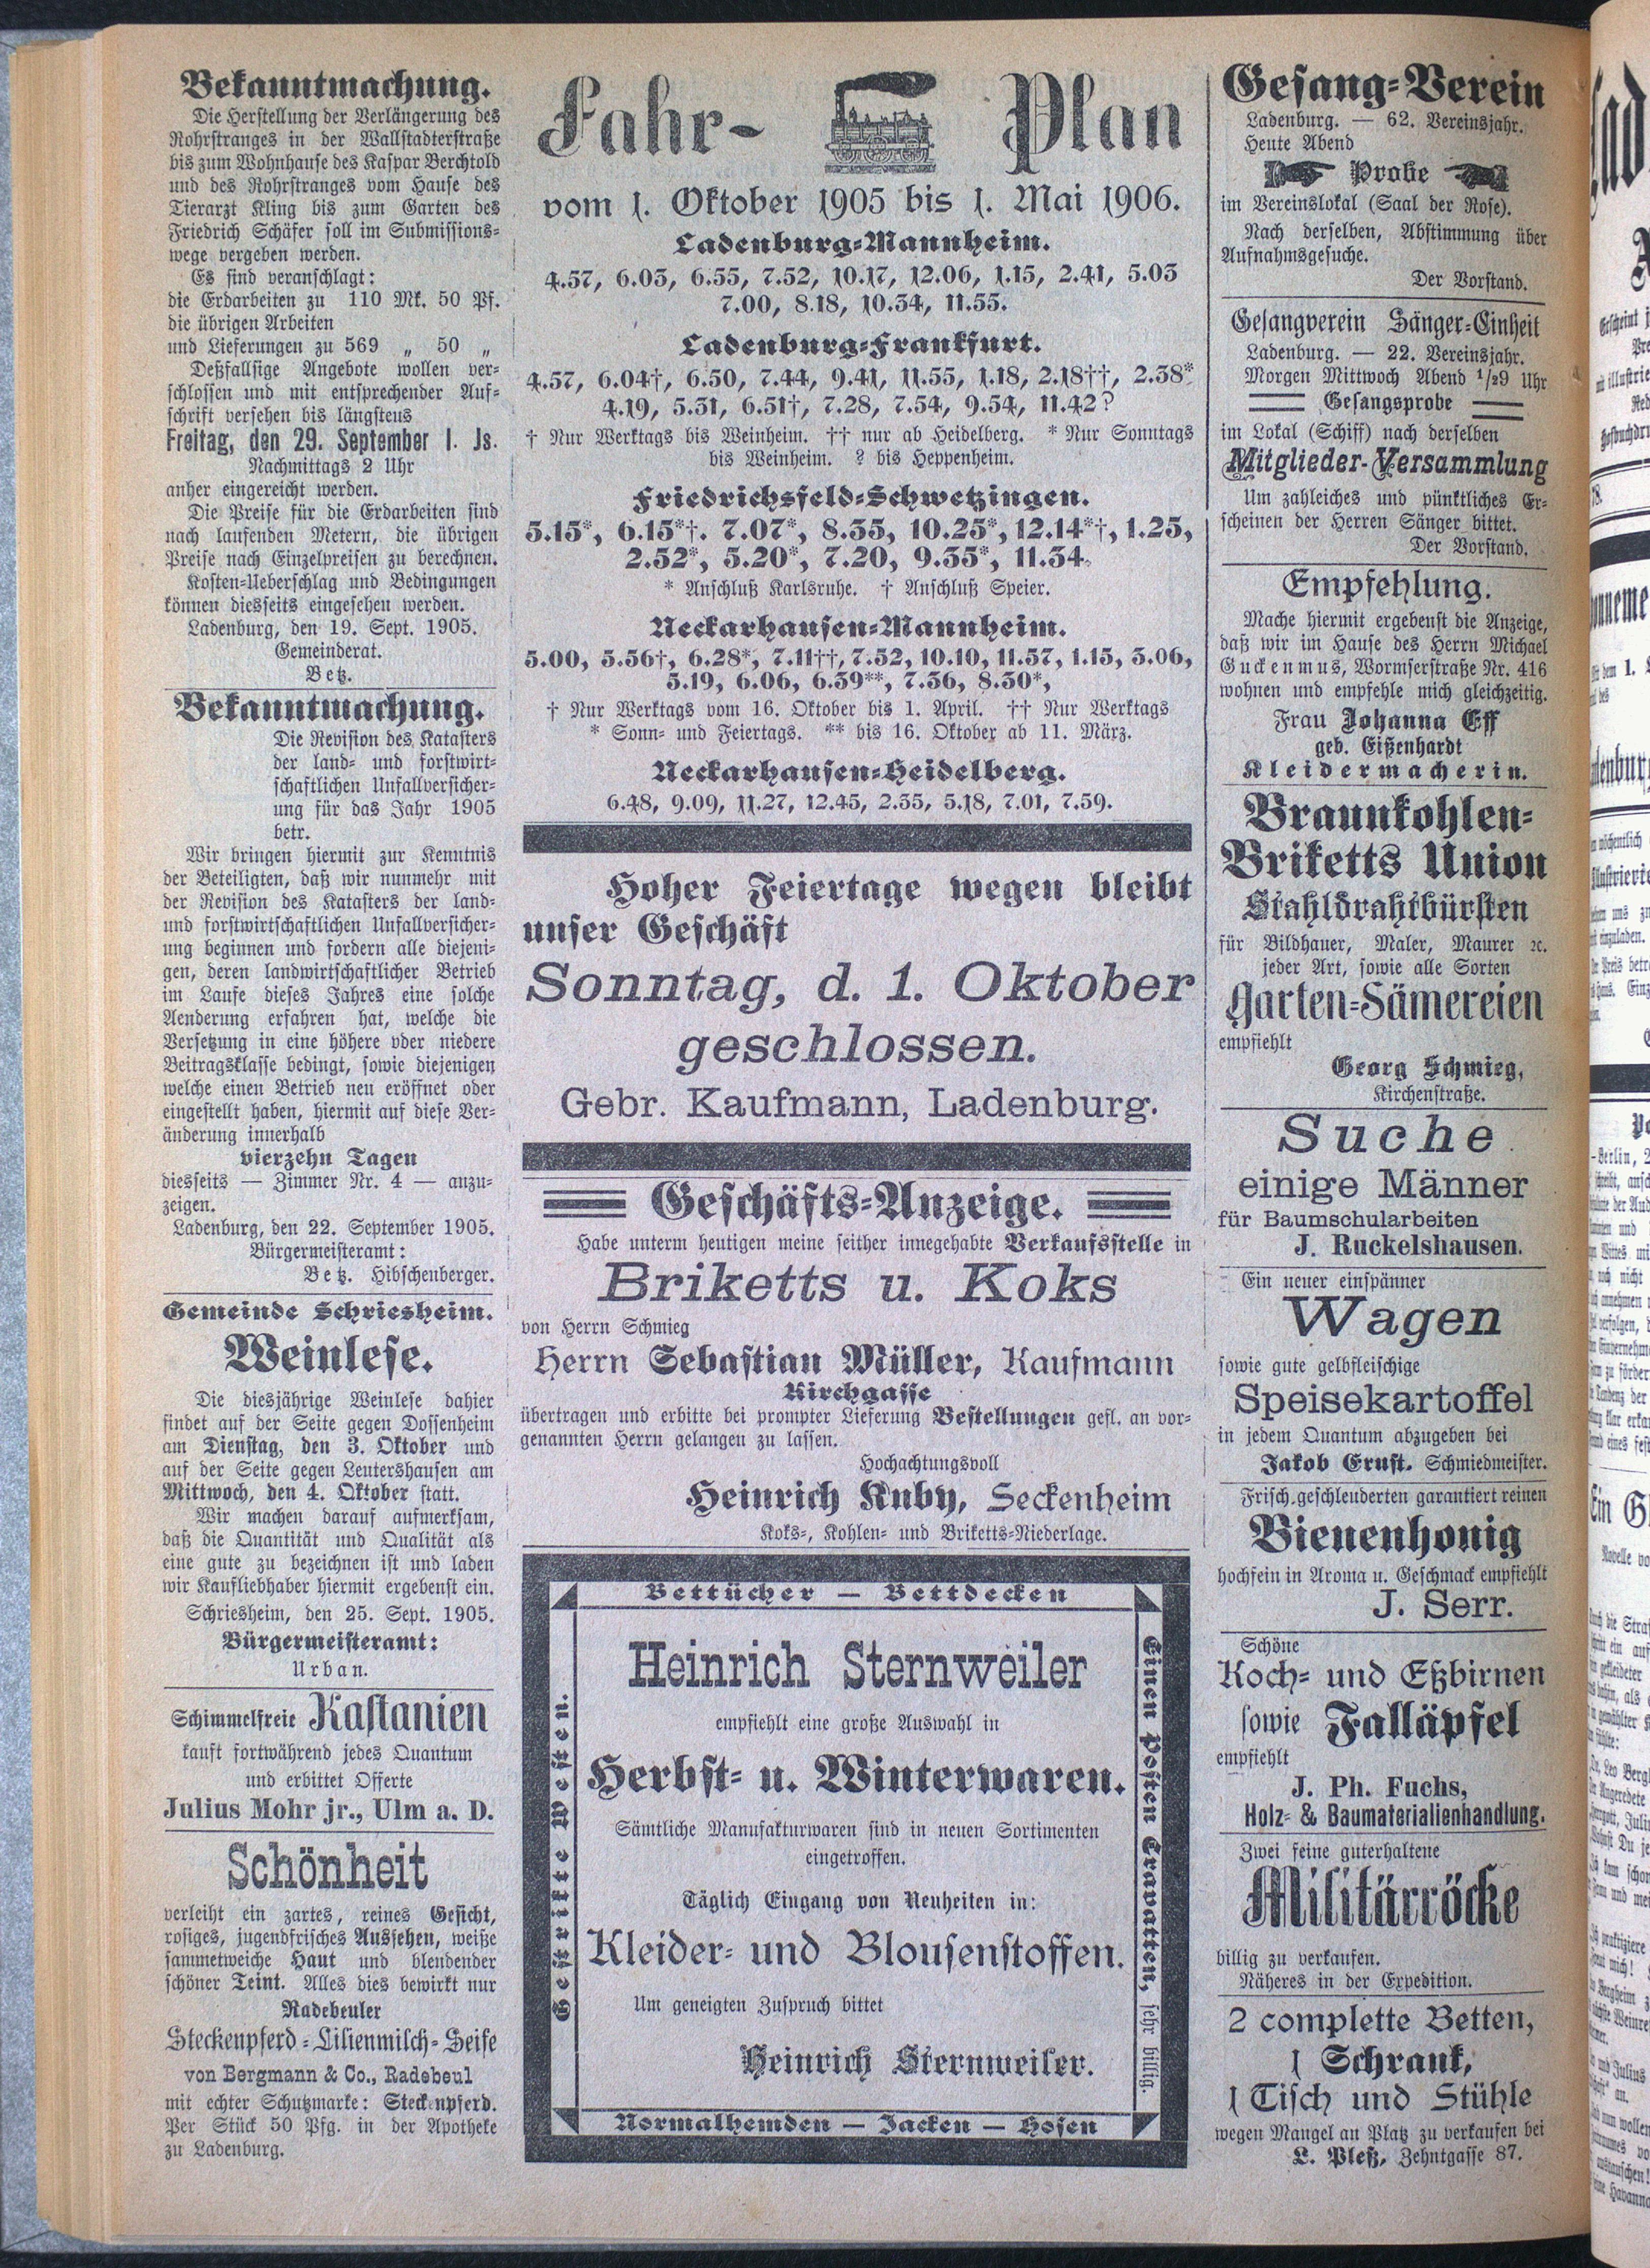 Bekanntmachung.
Die Herstellung der Verlängerung des
Rohrstranges in der Wallstadterstraße
bis zum Wohnhause des Kaspar Berchtold
und des Rohrstranges vom Hause des
Tierarzt Kling bis zum Garten des
Friedrich Schäfer soll im Submissions-
wege vergeben werden.
Es sind veranschlagt:
die Erdarbeiten zu 110 Mk. 50 Pf.
die übrigen Arbeiten
und Lieferungen zu 569 „ 50 „
Deßfallsige Angebote wollen ver-
schlossen und mit entsprechender Auf-
schrift versehen bis längstens
Freitag, den 29. September l. Js.
Nachmittags 2 Uhr
anher eingereicht werden.
Die Preise für die Erdarbeiten sind
nach laufenden Metern, die übrigen
Preise nach Einzelpreisen zu berechnen.
Kosten-Ueberschlag und Bedingungen
können diesseits eingesehen werden.
Ladenburg, den 19. Sept. 1905.
Gemeinderat.
Betz.
Bekanntmachung.
Die Revision des Katasters
der land- und forstwirt-
schaftlichen Unfallversicher-
ung für das Jahr 1905
betr.
Wir bringen hiermit zur Kenntnis
der Beteiligten, daß wir nunmehr mit
der Revision des Katasters der land-
und forstwirtschaftlichen Unfallversicher-
ung beginnen und fordern alle diejeni-
gen, deren landwirtschaftlicher Betrieb
im Laufe dieses Jahres eine solche
Aenderung erfahren hat, welche die
Versetzung in eine höhere oder niedere
Beitragsklasse bedingt, sowie diejenigen
welche einen Betrieb neu eröffnet oder
eingestellt haben, hiermit auf diese Ver-
änderung innerhalb
vierzehn Tagen
diesseits — Zimmer Nr. 4 — anzu-
zeigen.
Ladenburg, den 22. September 1905.
Bürgermeisteramt:
Betz. Hibschenberger.
Gemeinde Schriesheim.
Weinlese.
Die diesjährige Weinlese dahier
findet auf der Seite gegen Dossenheim
am Dienstag, den 3. Oktober und
auf der Seite gegen Leutershausen am
Mittwoch, den 4. Oktober statt.
Wir machen darauf aufmerksam,
daß die Quantität und Qualität als
eine gute zu bezeichnen ist und laden
wir Kaufliebhaber hiermit ergebenst ein.
Schriesheim, den 25. Sept. 1905.
Bürgermeisteramt:
Urban.
Schimmelfreie Kastanien
kauft fortwährend jedes Quantum
und erbittet Offerte
Julius Mohr jr., Ulm a. D.
Schönheit
verleiht ein zartes, reines Gesicht,
rosiges, jugendfrisches Aussehen, weiße
sammetweiche Haut und blendender
schöner Teint. Alles dies bewirkt nur
Radebeuler
Steckenpferd-Lilienmilch-Seife
von Bergmann & Co., Radebeul
mit echter Schutzmarke: Steckenpferd.
Per Stück 50 Pfg. in der Apotheke
zu Ladenburg.
Fahr-Plan
vom 1. Oktober 1905 bis 1. Mai 1906.
Ladenburg-Mannheim.
4.57, 6.03, 6.55, 7.52, 10.17, 12.06, 1.15, 2.41, 5.03
7.00, 8.18, 10.34, 11.55.
Ladenburg-Frankfurt.
4.57, 6.04†, 6.50, 7.44, 9.41, 11.55, 1.18, 2.18††, 2.38*
4.19, 5.31, 6.51†, 7.28, 7.54, 9.54, 11.42?
† Nur Werktags bis Weinheim. †† nur ab Heidelberg. * Nur Sonntags
bis Weinheim. ? bis Heppenheim.
Friedrichsfeld-Schwetzingen.
5.15*, 6.15*†. 7.07*, 8.35, 10.25*, 12.14*†, 1.25,
2.52*, 5.20*, 7.20, 9.35*, 11.34.
* Anschluß Karlsruhe. † Anschluß Speier.
Neckarhausen-Mannheim.
5.00, 5.56†, 6.28*, 7.11††, 7.52, 10.10, 11.57, 1.15, 3.06,
5.19, 6.06, 6.39**, 7.36, 8.30*,
† Nur Werktags vom 16. Oktober bis 1. April. †† Nur Werktags
* Sonn- und Feiertags. ** bis 16. Oktober ab 11. März.
Neckarhausen-Heidelberg.
6.48, 9.09, 11.27, 12.45, 2.35, 5.18, 7.01, 7.59.
Hoher Feiertage wegen bleibt
unser Geschäft
Sonntag, d. 1. Oktober
geschlossen.
Gebr. Kaufmann, Ladenburg.
Geschäfts-Anzeige.
Habe unterm heutigen meine seither innegehabte Verkaufsstelle in
Briketts u. Koks
von Herrn Schmieg
Herrn Sebastian Müller, Kaufmann
Kirchgasse
übertragen und erbitte bei prompter Lieferung Bestellungen gefl. an vor-
genannten Herrn gelangen zu lassen.
Hochachtungsvoll
Heinrich Kuby, Seckenheim
Koks-, Kohlen- und Briketts-Niederlage.
Bettücher — Bettdecken
Gestrikte Westen.
Heinrich Sternweiler
empfiehlt eine große Auswahl in
Herbst- u. Winterwaren.
Sämtliche Manufakturwaren sind in neuen Sortimenten
eingetroffen.
Täglich Eingang von Neuheiten in:
Kleider- und Blousenstoffen.
Um geneigten Zuspruch bittet
Heinrich Sternweiler.
Einen Posten Cravatten, sehr billig.
Normalhemden — Jacken — Hosen
Gesang-Verein
Ladenburg. — 62. Vereinsjahr.
Heute Abend
Probe
im Vereinslokal (Saal der Rose).
Nach derselben, Abstimmung über
Aufnahmsgesuche.
Der Vorstand.
Gesangverein Sänger-Einheit
Ladenburg. — 22. Vereinsjahr.
Morgen Mittwoch Abend 1/29 Uhr
Gesangsprobe
im Lokal (Schiff) nach derselben
Mitglieder-Versammlung
Um zahleiches und pünktliches Er-
scheinen der Herren Sänger bittet.
Der Vorstand.
Empfehlung.
Mache hiermit ergebenst die Anzeige,
daß wir im Hause des Herrn Michael
Guckenmus, Wormserstraße Nr. 416
wohnen und empfehle mich gleichzeitig.
Frau Johanna Eff
geb. Eißenhardt
Kleidermacherin.
Braunkohlen-
Briketts Union
Stahldrahtbürsten
für Bildhauer, Maler, Maurer ꝛc.
jeder Art, sowie alle Sorten
Garten-Sämereien
empfiehlt
Georg Schmieg,
Kirchenstraße.
Suche
einige Männer
für Baumschularbeiten
J. Ruckelshausen.
Ein neuer einspänner
Wagen
sowie gute gelbfleischige
Speisekartoffel
in jedem Quantum abzugeben bei
Jakob Ernst. Schmiedmeister.
Frisch geschleuderten garantiert reinen
Bienenhonig
hochfein in Aroma u. Geschmack empfiehlt
J. Serr.
Schöne
Koch- und Eßbirnen
sowie Falläpfel
empfiehlt
J. Ph. Fuchs,
Holz- & Baumaterialienhandlung.
Zwei feine guterhaltene
Militärröcke
billig zu verkaufen.
Näheres in der Expedition.
2 complette Betten,
1 Schrank,
1 Tisch und Stühle
wegen Mangel an Platz zu verkaufen bei
L. Pleß, Zehntgasse 87.